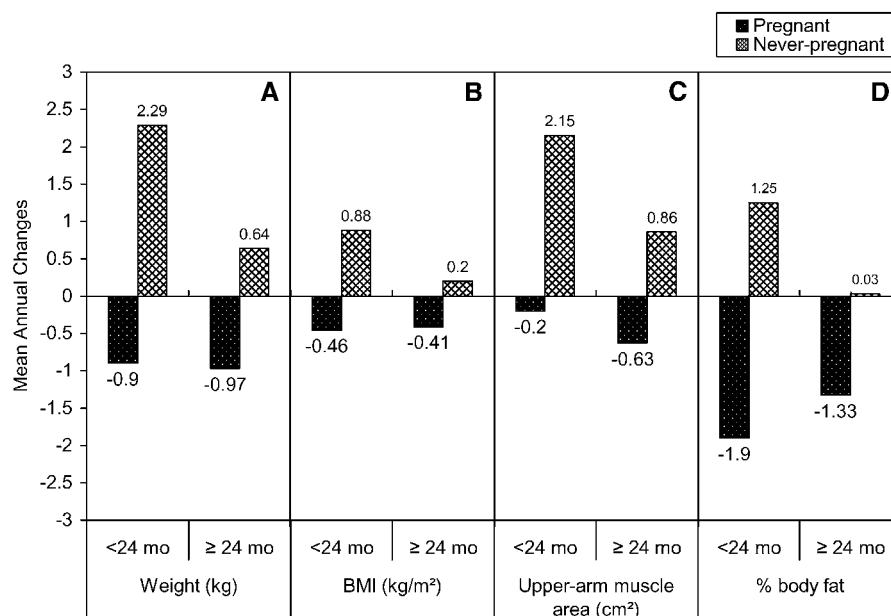 Pregnant
Never-pregnant
3
2.5
2
1.5
1
0.5
0
-0.5
-1
-1.5
-2
-2.5
-3
Mean Annual Changes
A
B
C
D
2.29
0.64
0.88
0.2
2.15
0.86
1.25
0.03
-0.9
-0.97
-0.46
-0.41
-0.2
-0.63
-1.9
-1.33
<24 mo
≥ 24 mo
<24 mo
≥ 24 mo
<24 mo
≥ 24 mo
<24 mo
≥ 24 mo
Weight (kg)
BMI (kg/m²)
Upper-arm muscle
area (cm²)
% body fat